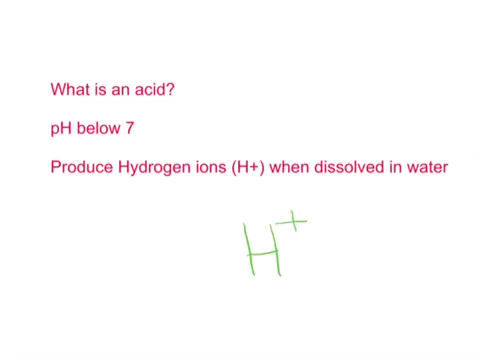 What is an acid?
pH below 7
Produce Hydrogen ions (H+) when dissolved in water
H+